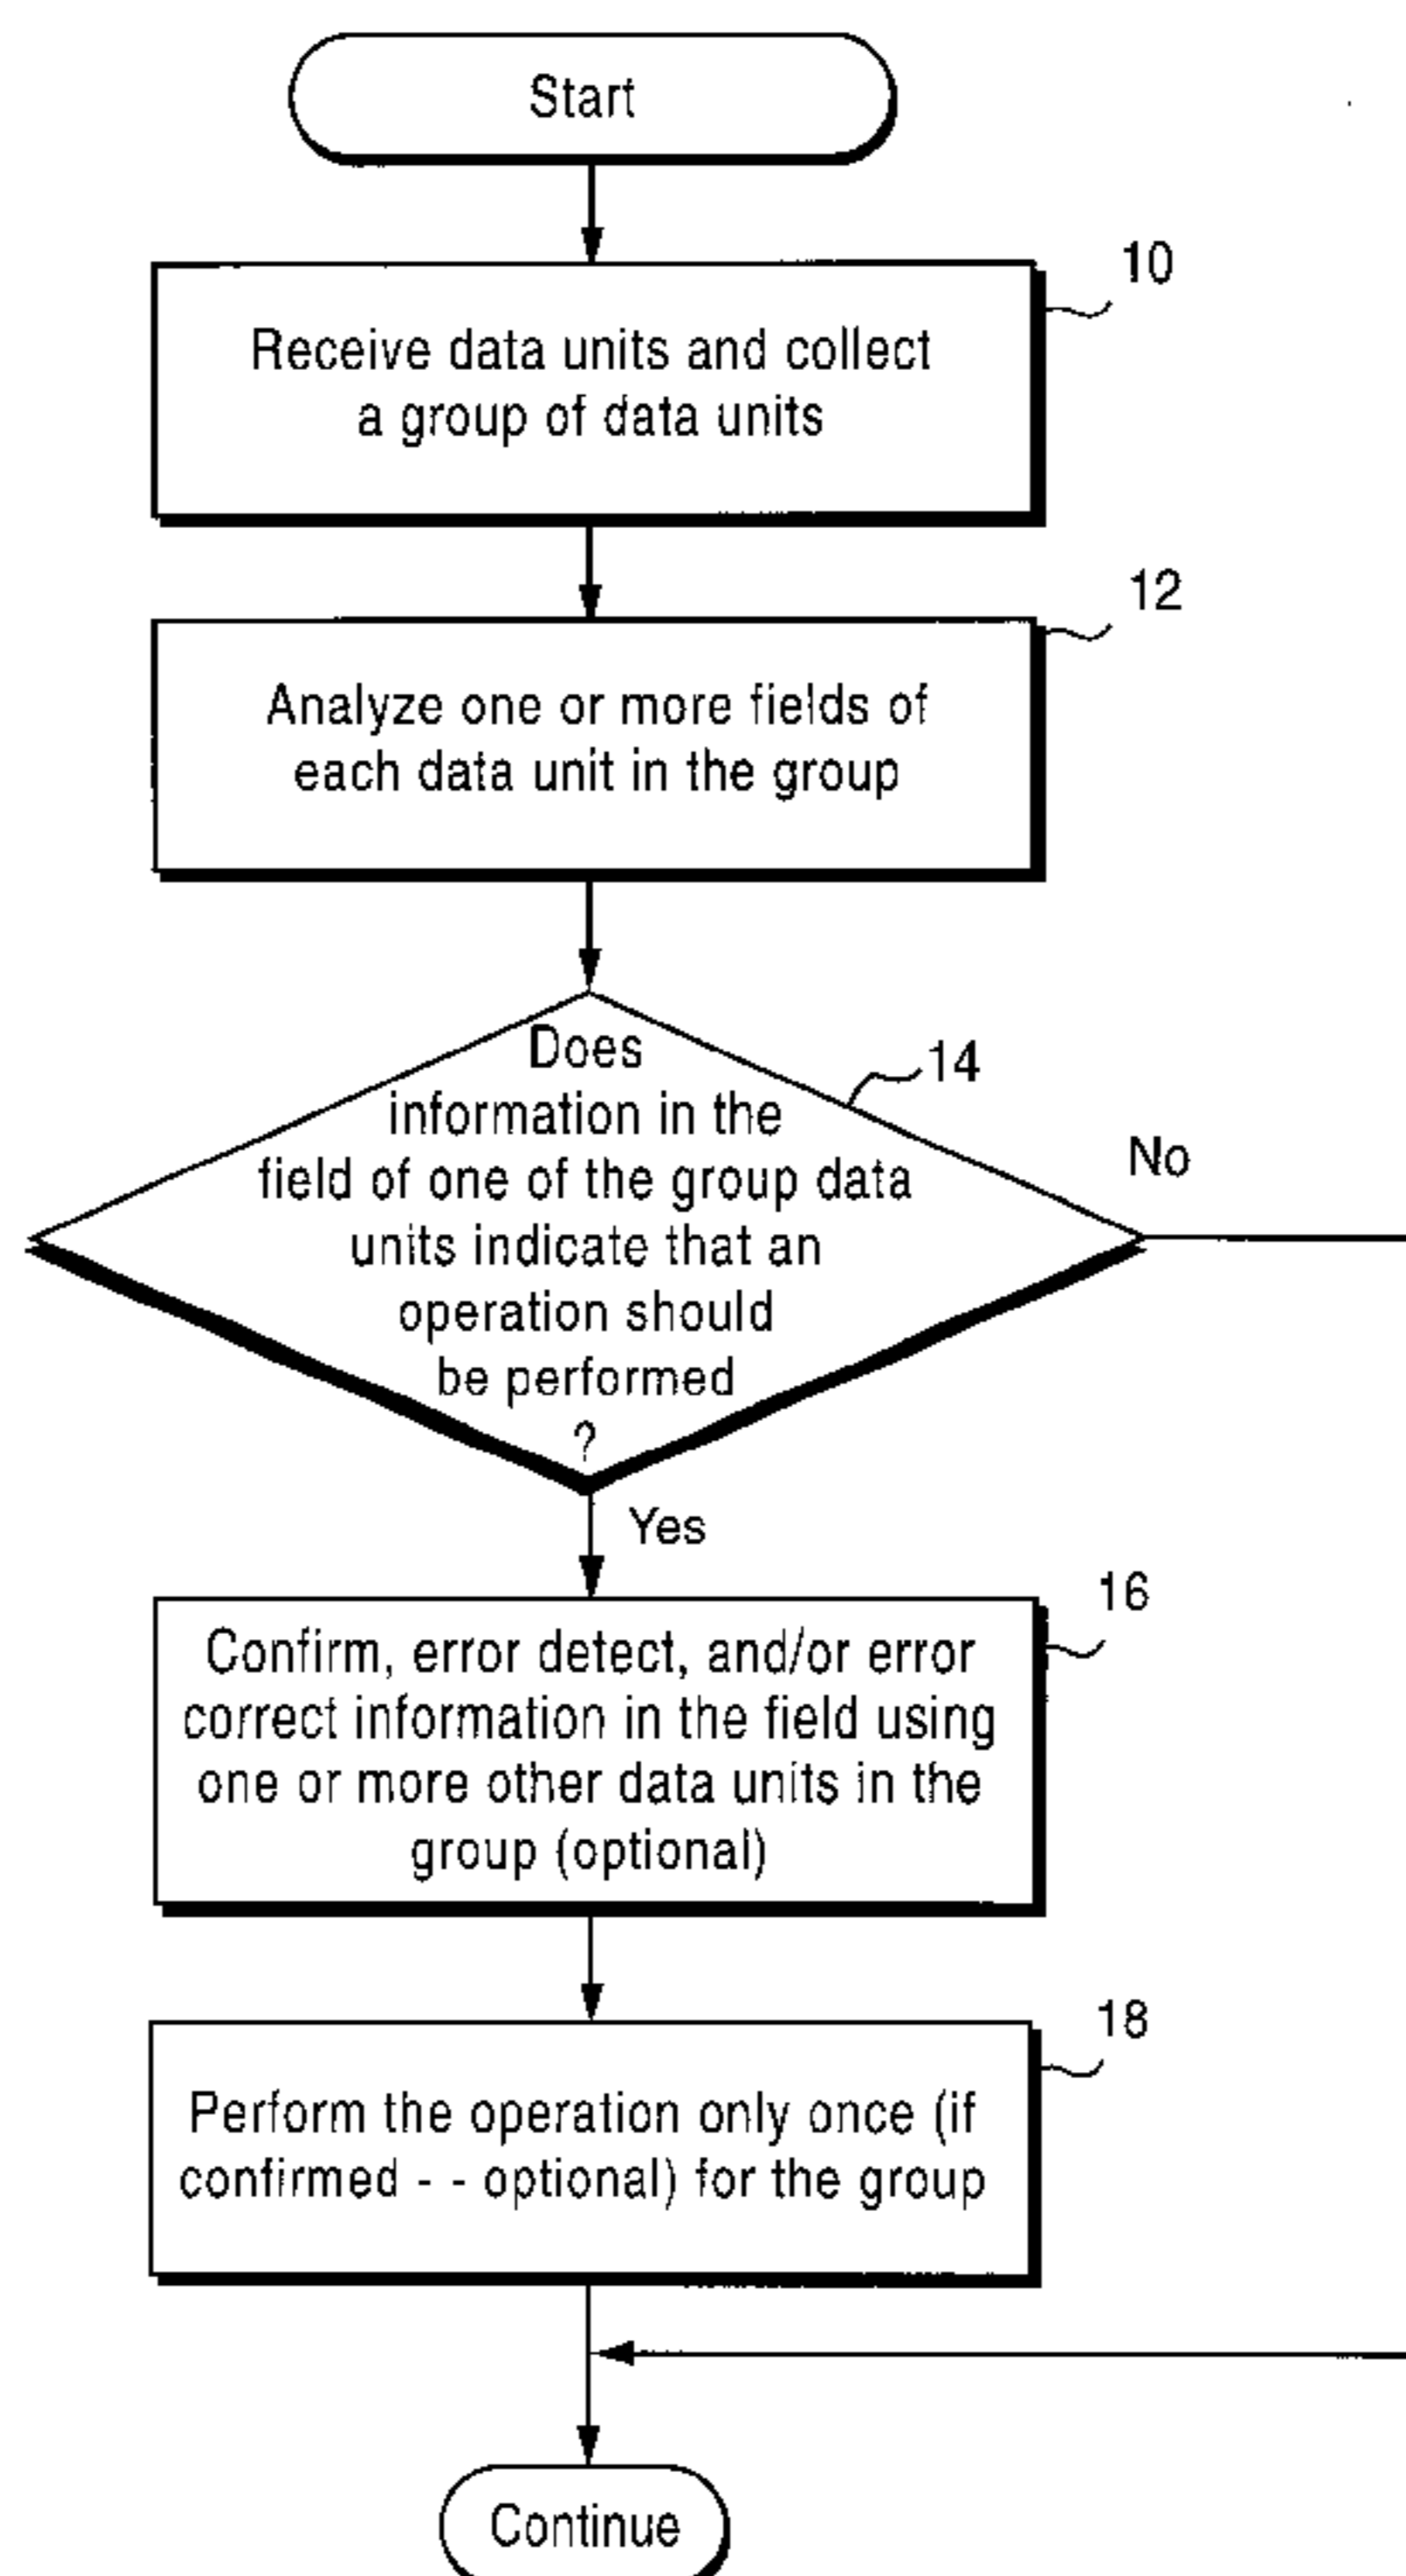 Start
10
Receive data units and collect
a group of data units
12
Analyze one or more fields of
each data unit in the group
Does
14
information in the
No
field of one of the group data
units indicate that an
operation should
be performed
?
Yes
16
Confirm, error detect, and/or error
correct information in the field using
one or more other data units in the
group (optional)
18
Perform the operation only once (if
confirmed - - optional) for the group
Continue